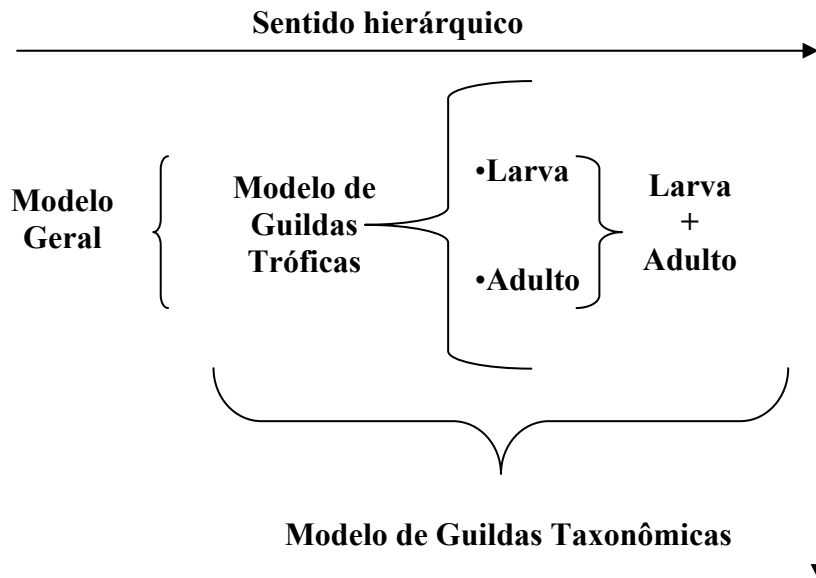 Sentido hierárquico
Modelo
Geral
Modelo de
Guildas
Tróficas
•Larva
•Adulto
Larva
+
Adulto
Modelo de Guildas Taxonômicas